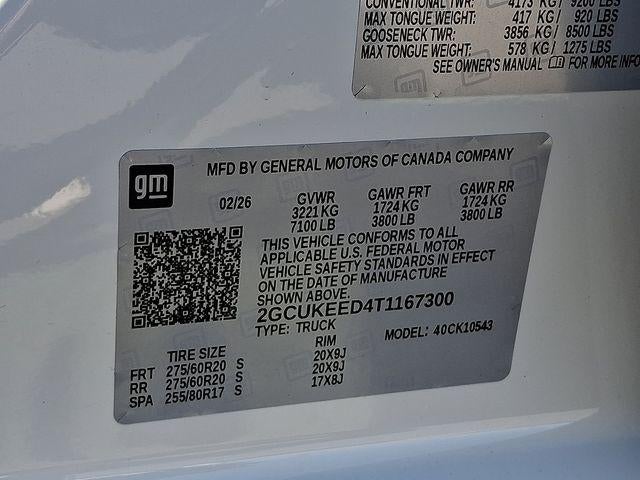 CONVENTIONAL TWR: 4173 KG / 9200 LBS
MAX TONGUE WEIGHT: 417 KG / 920 LBS
GOOSENECK TWR: 3856 KG / 8500 LBS
MAX TONGUE WEIGHT: 578 KG / 1275 LBS
SEE OWNER'S MANUAL FOR MORE INFO
gm
MFD BY GENERAL MOTORS OF CANADA COMPANY
02/26 GVWR GAWR FRT GAWR RR
3221 KG 1724 KG 1724 KG
7100 LB 3800 LB 3800 LB
THIS VEHICLE CONFORMS TO ALL
APPLICABLE U.S. FEDERAL MOTOR
VEHICLE SAFETY STANDARDS IN EFFECT
ON THE DATE OF MANUFACTURE
SHOWN ABOVE.
2GCUKEED4T1167300
TYPE: TRUCK MODEL: 40CK10543
TIRE SIZE RIM
FRT 275/60R20 S 20X9J
RR 275/60R20 S 20X9J
SPA 255/80R17 S 17X8J